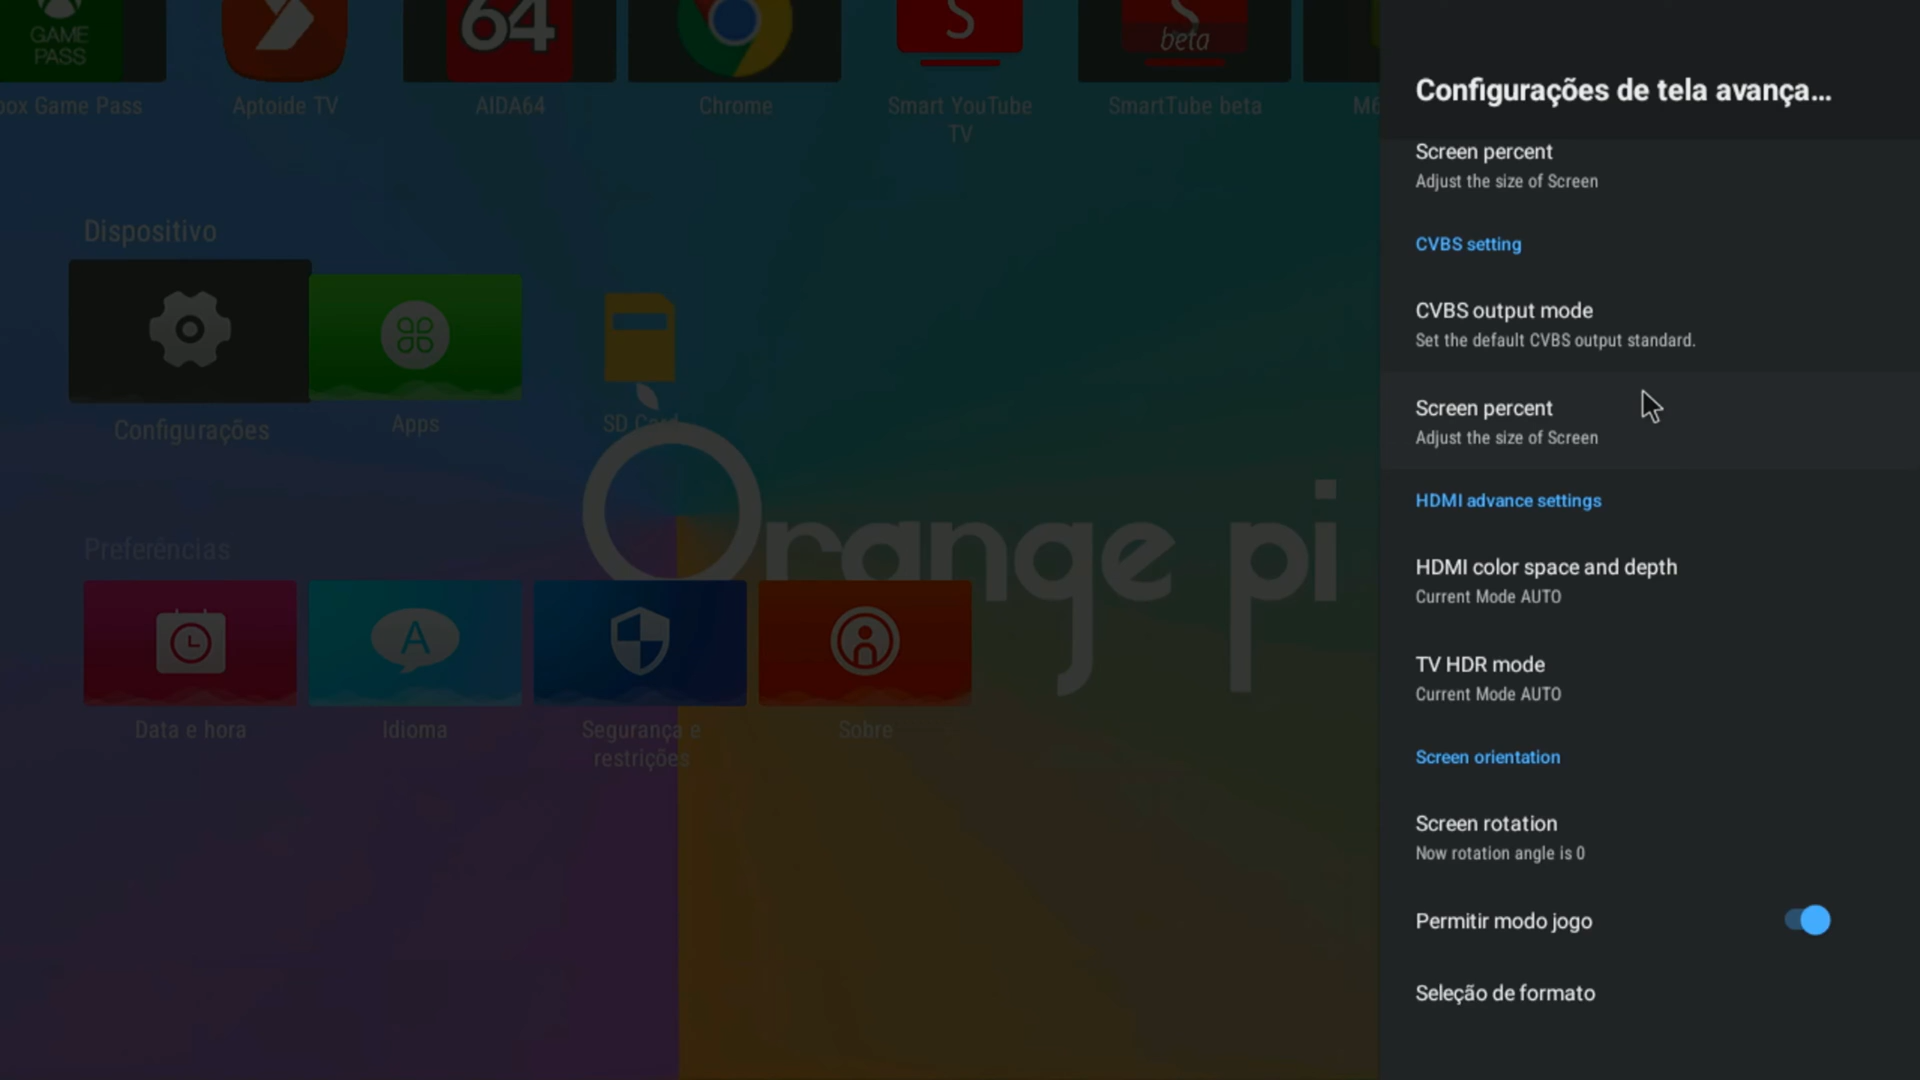 GAME
PASS
64
S
S
beta
box Game Pass
Aptoide TV
AIDA64
Chrome
Smart YouTube
TV
SmartTube beta
Dispositivo
Configurações
Apps
SD Card
Orange pi
Preferências
A
Data e hora
Idioma
Segurança e
restrições
Sobre
Configurações de tela avança...
Screen percent
Adjust the size of Screen
CVBS setting
CVBS output mode
Set the default CVBS output standard.
Screen percent
Adjust the size of Screen
HDMI advance settings
HDMI color space and depth
Current Mode AUTO
TV HDR mode
Current Mode AUTO
Screen orientation
Screen rotation
Now rotation angle is 0
Permitir modo jogo
Seleção de formato